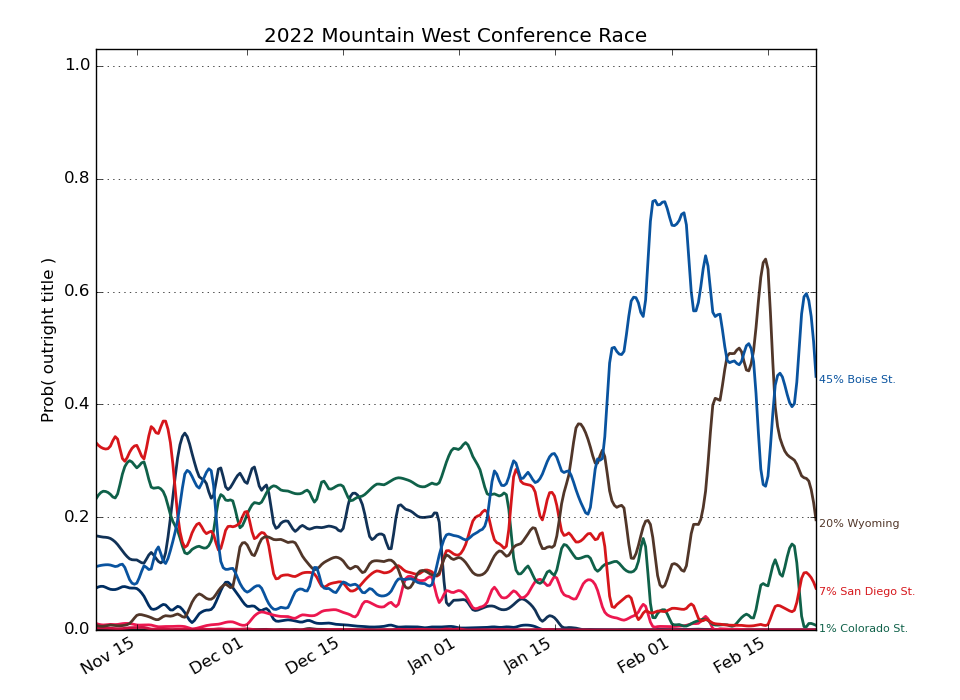 2022 Mountain West Conference Race
Prob( outright title )
1.0
0.8
0.6
0.4
0.2
0.0
45% Boise St.
20% Wyoming
7% San Diego St.
1% Colorado St.
Nov 15
Dec 01
Dec 15
Jan 01
Jan 15
Feb 01
Feb 15